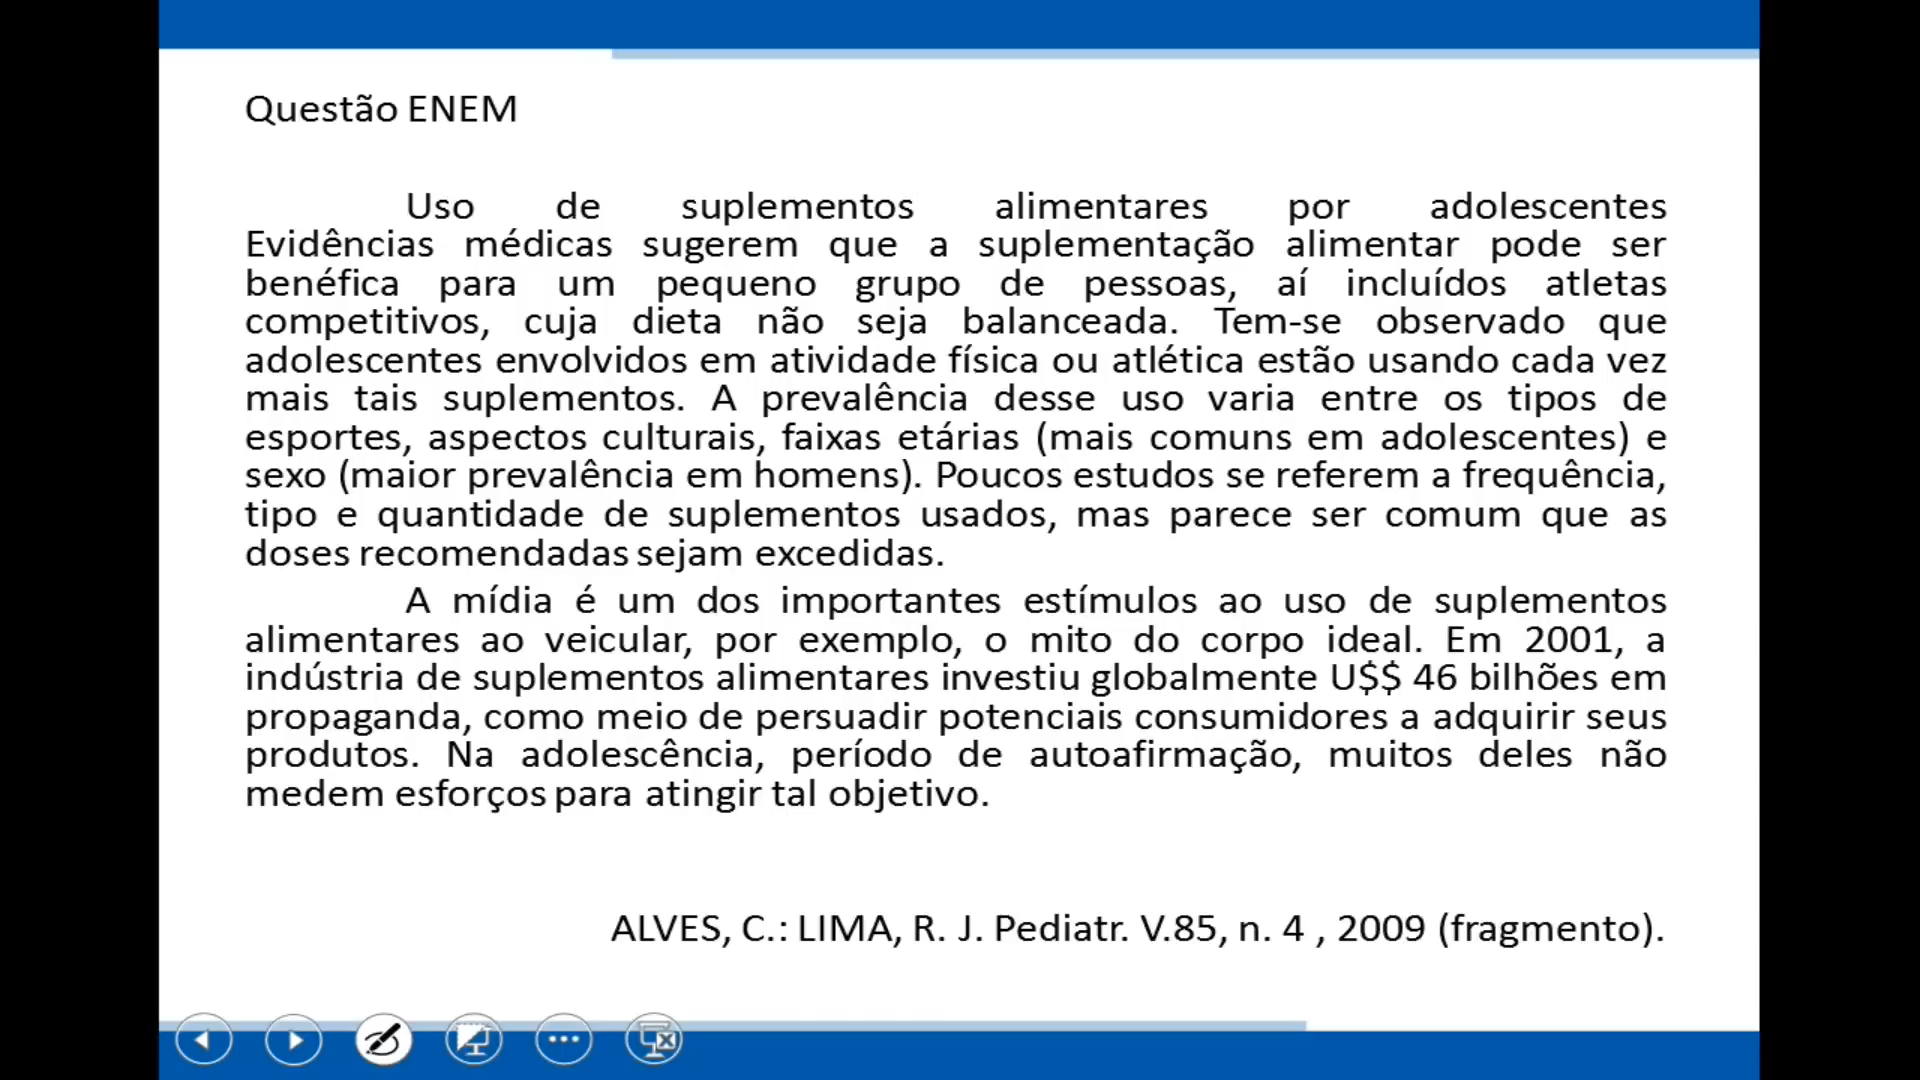 Questão ENEM
Uso de suplementos alimentares por adolescentes
Evidências médicas sugerem que a suplementação alimentar pode ser
benéfica para um pequeno grupo de pessoas, aí incluídos atletas
competitivos, cuja dieta não seja balanceada. Tem-se observado que
adolescentes envolvidos em atividade física ou atlética estão usando cada vez
mais tais suplementos. A prevalência desse uso varia entre os tipos de
esportes, aspectos culturais, faixas etárias (mais comuns em adolescentes) e
sexo (maior prevalência em homens). Poucos estudos se referem a frequência,
tipo e quantidade de suplementos usados, mas parece ser comum que as
doses recomendadas sejam excedidas.
A mídia é um dos importantes estímulos ao uso de suplementos
alimentares ao veicular, por exemplo, o mito do corpo ideal. Em 2001, a
indústria de suplementos alimentares investiu globalmente U$$ 46 bilhões em
propaganda, como meio de persuadir potenciais consumidores a adquirir seus
produtos. Na adolescência, período de autoafirmação, muitos deles não
medem esforços para atingir tal objetivo.
ALVES, C.: LIMA, R. J. Pediatr. V.85, n. 4 , 2009 (fragmento).